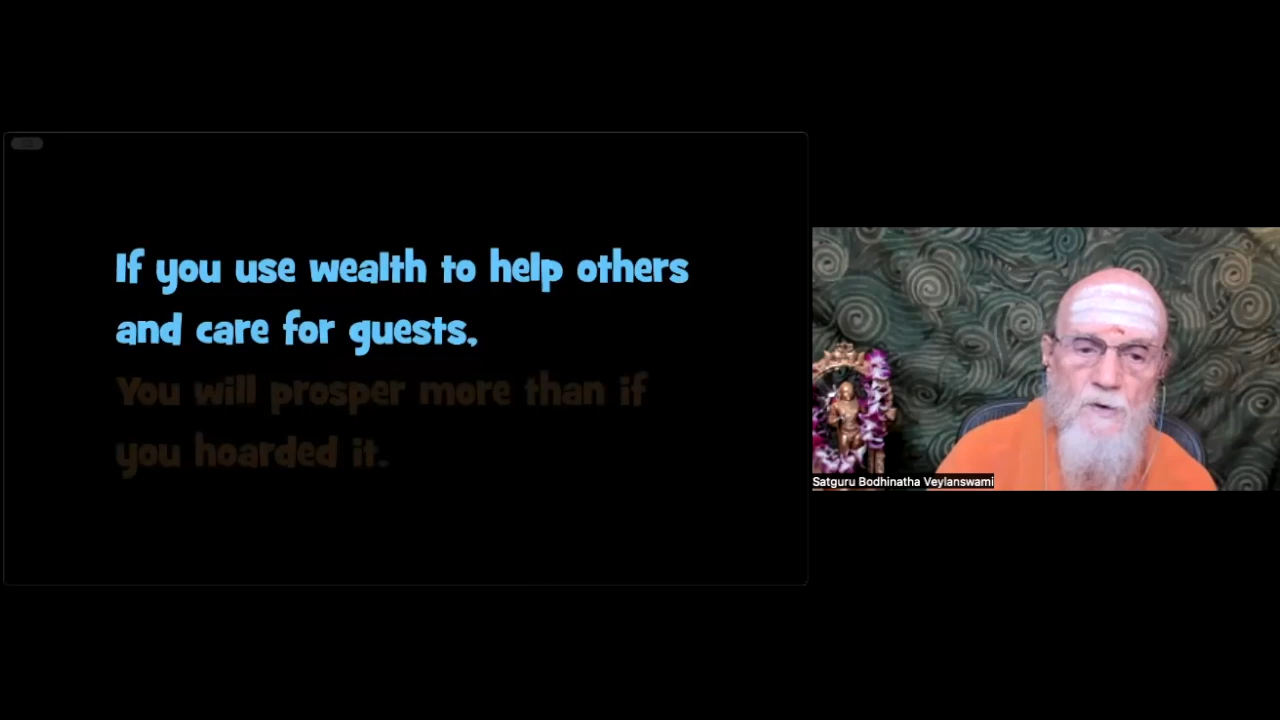 If you use wealth to help others
and care for guests,
You will prosper more than if
you hoarded it.
Satguru Bodhinatha Veylanswami